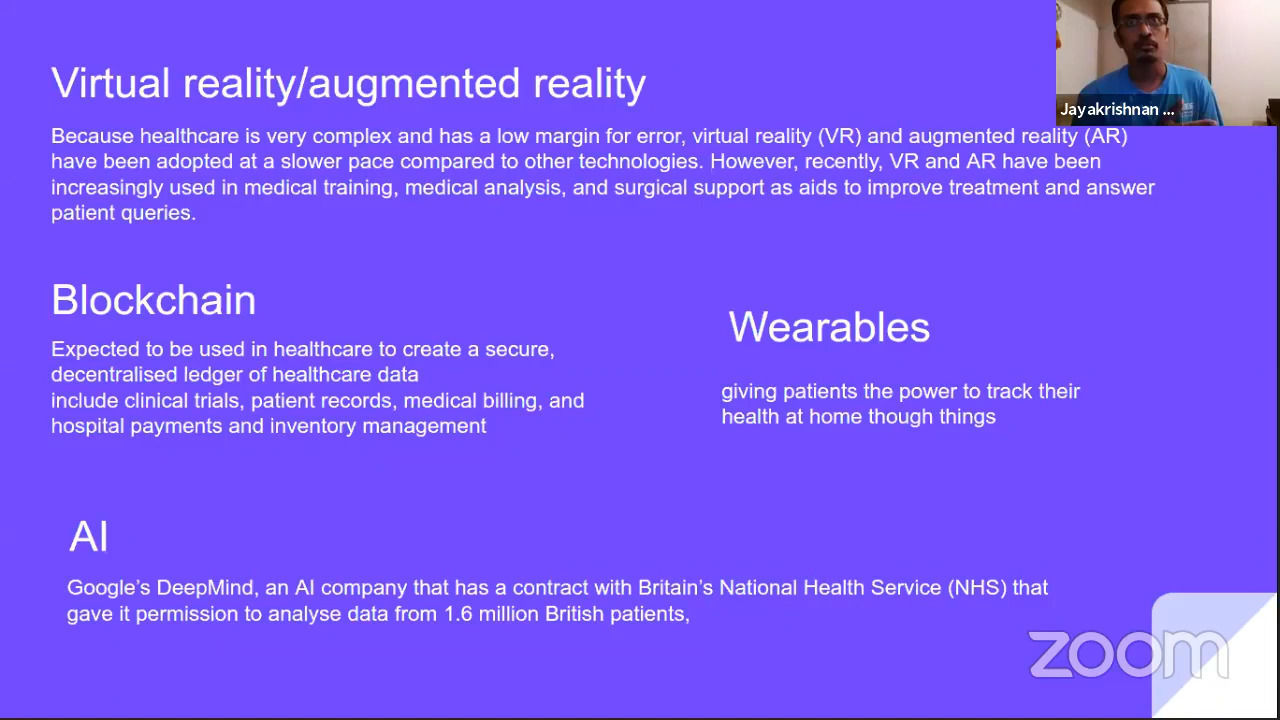 Virtual reality/augmented reality
Jayakrishnan ...
Because healthcare is very complex and has a low margin for error, virtual reality (VR) and augmented reality (AR)
have been adopted at a slower pace compared to other technologies. However, recently, VR and AR have been
increasingly used in medical training, medical analysis, and surgical support as aids to improve treatment and answer
patient queries.
Blockchain
Expected to be used in healthcare to create a secure,
decentralised ledger of healthcare data
include clinical trials, patient records, medical billing, and
hospital payments and inventory management
Wearables
giving patients the power to track their
health at home though things
AI
Google’s DeepMind, an AI company that has a contract with Britain’s National Health Service (NHS) that
gave it permission to analyse data from 1.6 million British patients,
zoom